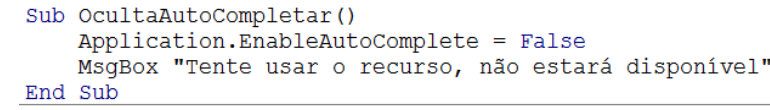 Sub OcultaAutoCompletar()
Application.EnableAutoComplete = False
MsgBox "Tente usar o recurso, não estará disponível"
End Sub